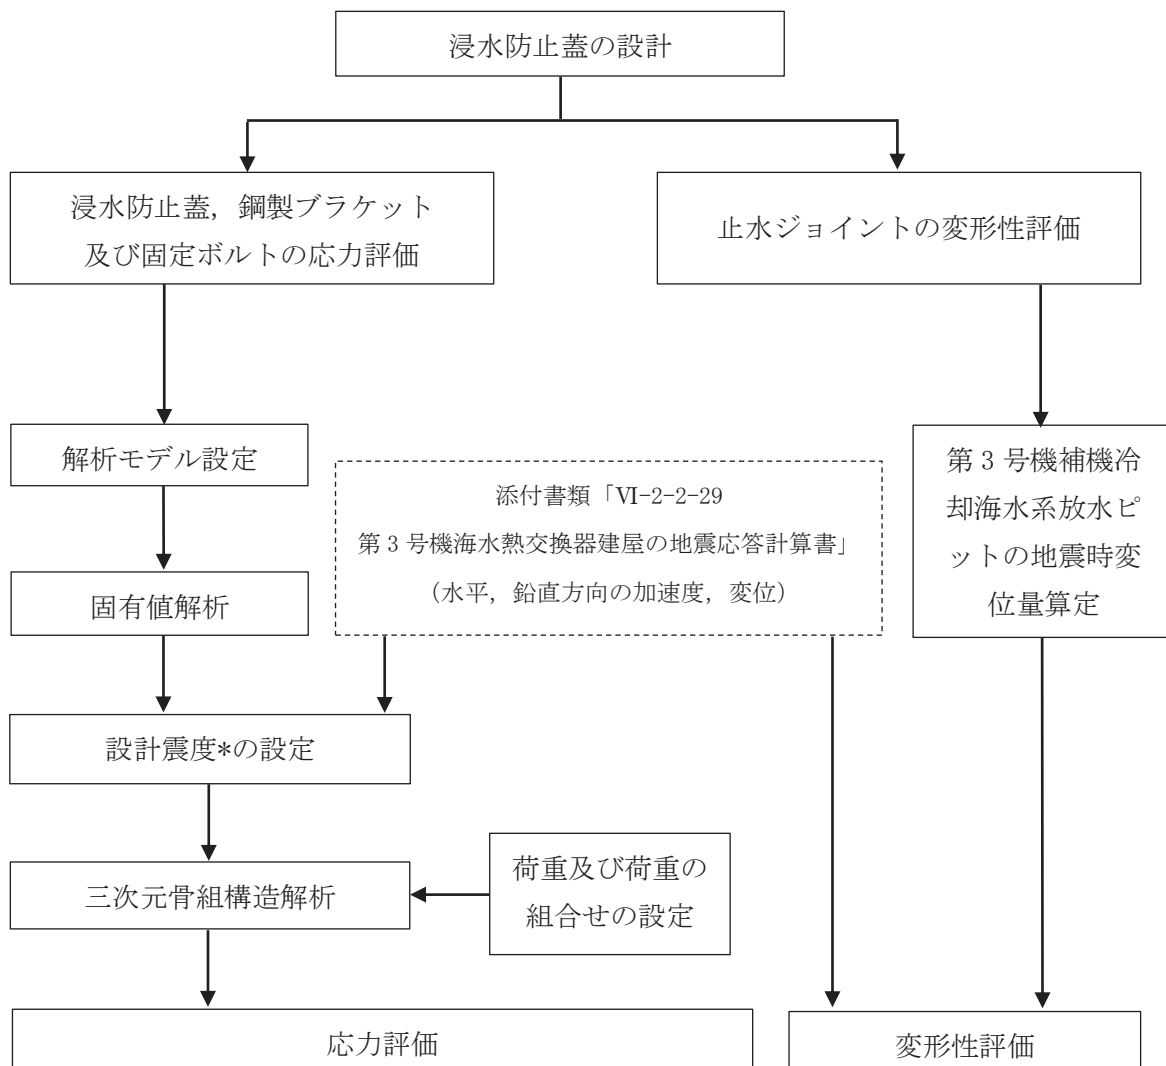 浸水防止蓋の設計
浸水防止蓋，鋼製ブラケット
及び固定ボルトの応力評価
止水ジョイントの変形性評価
解析モデル設定
添付書類「Ⅵ-2-2-29
第３号機海水熱交換器建屋の地震応答計算書」
（水平，鉛直方向の加速度，変位）
第３号機補機冷
却海水系放水ピ
ットの地震時変
位量算定
固有値解析
設計震度*の設定
荷重及び荷重の
組合せの設定
三次元骨組構造解析
応力評価
変形性評価